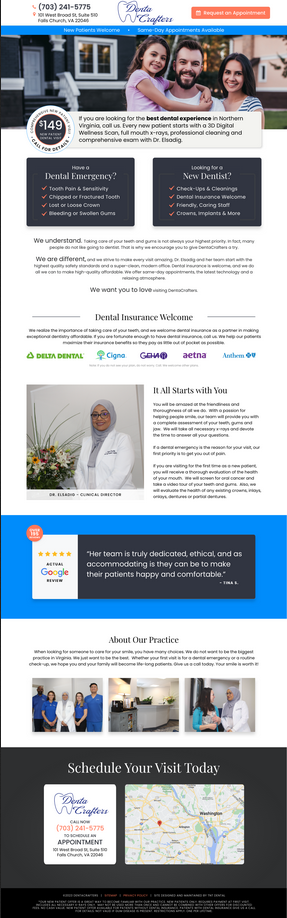 (703) 241-5775
101 West Broad St, Suite 510
Falls Church, VA 22046
Denta Crafters
Request an Appointment
New Patients Welcome • Same-Day Appointments Available
$149
NEW PATIENT
DENTAL VISIT
CALL FOR DETAILS
If you are looking for the best dental experience in Northern
Virginia, call us. Every new patient starts with a 3D Digital
Wellness Scan, full mouth x-rays, professional cleaning and
comprehensive exam with Dr. Elsadig.
Have a
Dental Emergency?
Tooth Pain & Sensitivity
Chipped or Fractured Tooth
Lost or Loose Crown
Bleeding or Swollen Gums
Looking for a
New Dentist?
Check-Ups & Cleanings
Dental Insurance Welcome
Friendly, Caring Staff
Crowns, Implants & More
We understand. Taking care of your teeth and gums is not always your highest priority. In fact, many
people do not like going to dentist. That is why we encourage you to give DentaCrafters a try.
We are different, and we strive to make every visit amazing. Dr. Elsadig and her team start with the
highest quality safety standards and a super-clean, modern office. Dental insurance is welcome, and we do
all we can to make high-quality affordable. We offer same-day appointments, the latest technology and a
relaxing atmosphere.
We want you to love visiting DentaCrafters.
Dental Insurance Welcome
We realize the importance of taking care of your teeth, and we welcome dental insurance as a partner in making
exceptional dentistry affordable. If you are fortunate enough to have dental insurance, call us. We help our patients
maximize their insurance benefits so they pay as little out of pocket as possible.
DELTA DENTAL
Cigna
GEHA
aetna
Anthem
It All Starts with You
You will be amazed at the friendliness and
thoroughness of all we do. With a passion for
helping people smile, our team will provide you with
a complete assessment of your teeth, gums and
jaw. We will take all necessary x-rays and devote
the time to answer all your questions.
If a dental emergency is the reason for your visit, our
first priority is to get you out of pain.
If you are visiting for the first time as a new patient,
you will receive a thorough evaluation of the health
of your mouth. We will screen for oral cancer and
take a video tour of your teeth and gums. Also, we
will evaluate the health of any existing crowns, inlays,
onlays, dentures or partial dentures.
DR. ELSADIG - CLINICAL DIRECTOR
OVER
195
ACTUAL
Google
REVIEW
“Her team is truly dedicated, ethical, and as
accommodating as they can be to make
their patients happy and comfortable.”
- TINA S.
About Our Practice
When looking for someone to care for your smile, you have many choices. We do not want to be the biggest
practice in Virginia. We just want to be the best. Whether your first visit is for a dental emergency or a routine
check-up, we hope you and your family will become life-long patients. Give us a call today. Your smile is worth it!
Schedule Your Visit Today
Denta Crafters
CALL NOW
(703) 241-5775
TO SCHEDULE AN
APPOINTMENT
101 West Broad St, Suite 510
Falls Church, VA 22046
Washington
Arlington